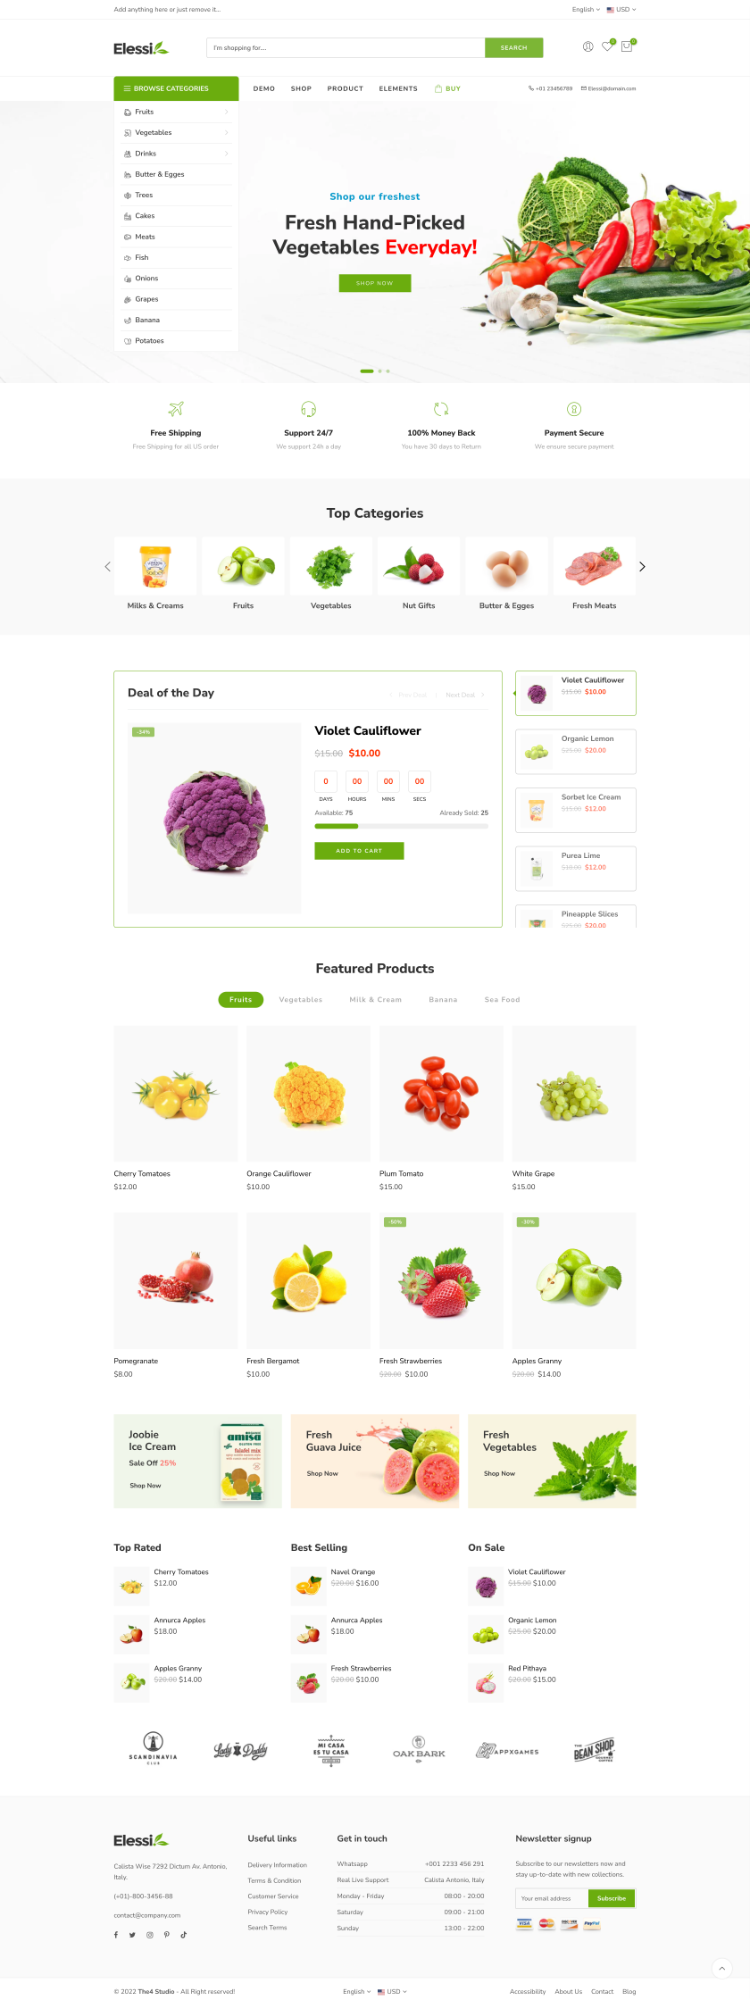 Add anything here or just remove it...
English
USD
Elessi
I'm shopping for...
SEARCH
0
0
BROWSE CATEGORIES
DEMO
SHOP
PRODUCT
ELEMENTS
BUY
+01 23456789
Elessi@domain.com
Fruits
Vegetables
Drinks
Butter & Egges
Trees
Cakes
Meats
Fish
Onions
Grapes
Banana
Potatoes
Shop our freshest
Fresh Hand-Picked
Vegetables Everyday!
SHOP NOW
Free Shipping
Free Shipping for all US order
Support 24/7
We support 24h a day
100% Money Back
You have 30 days to Return
Payment Secure
We ensure secure payment
Top Categories
Milks & Creams
Fruits
Vegetables
Nut Gifts
Butter & Egges
Fresh Meats
Deal of the Day
Prev Deal
Next Deal
-34%
Violet Cauliflower
$15.00 $10.00
0
00
00
00
DAYS
HOURS
MINS
SECS
Available: 75
Already Sold: 25
ADD TO CART
Violet Cauliflower
$15.00 $10.00
Organic Lemon
$25.00 $20.00
Sorbet Ice Cream
$15.00 $12.00
Purea Lime
$18.00 $12.00
Pineapple Slices
$25.00 $20.00
Featured Products
Fruits
Vegetables
Milk & Cream
Banana
Sea Food
Cherry Tomatoes
$12.00
Orange Cauliflower
$10.00
Plum Tomato
$15.00
White Grape
$15.00
Pomegranate
$8.00
Fresh Bergamot
$10.00
-50%
Fresh Strawberries
$20.00 $10.00
-30%
Apples Granny
$20.00 $14.00
Joobie
Ice Cream
Sale Off 25%
Shop Now
amisa
Fresh
Guava Juice
Shop Now
Fresh
Vegetables
Shop Now
Top Rated
Cherry Tomatoes
$12.00
Annurca Apples
$18.00
Apples Granny
$20.00 $14.00
Best Selling
Navel Orange
$20.00 $16.00
Annurca Apples
$18.00
Fresh Strawberries
$20.00 $10.00
On Sale
Violet Cauliflower
$15.00 $10.00
Organic Lemon
$25.00 $20.00
Red Pithaya
$20.00 $15.00
SCANDINAVIA
CLUB
Lady & Daddy
MI CASA
ES TU CASA
OAK BARK
APPXGAMES
THE
BEAN SHOP
Elessi
Calista Wise 7292 Dictum Av. Antonio,
Italy.
(+01)-800-3456-88
contact@company.com
Useful links
Delivery Information
Terms & Condition
Customer Service
Privacy Policy
Search Terms
Get in touch
Whatsapp +001 2233 456 291
Real Live Support Calista Antonio, Italy
Monday - Friday 08:00 - 20:00
Saturday 09:00 - 21:00
Sunday 13:00 - 22:00
Newsletter signup
Subscribe to our newsletters now and
stay up-to-date with new collections.
Your email address
Subscribe
VISA
PayPal
© 2022 The4 Studio - All Right reserved!
English
USD
Accessibility
About Us
Contact
Blog